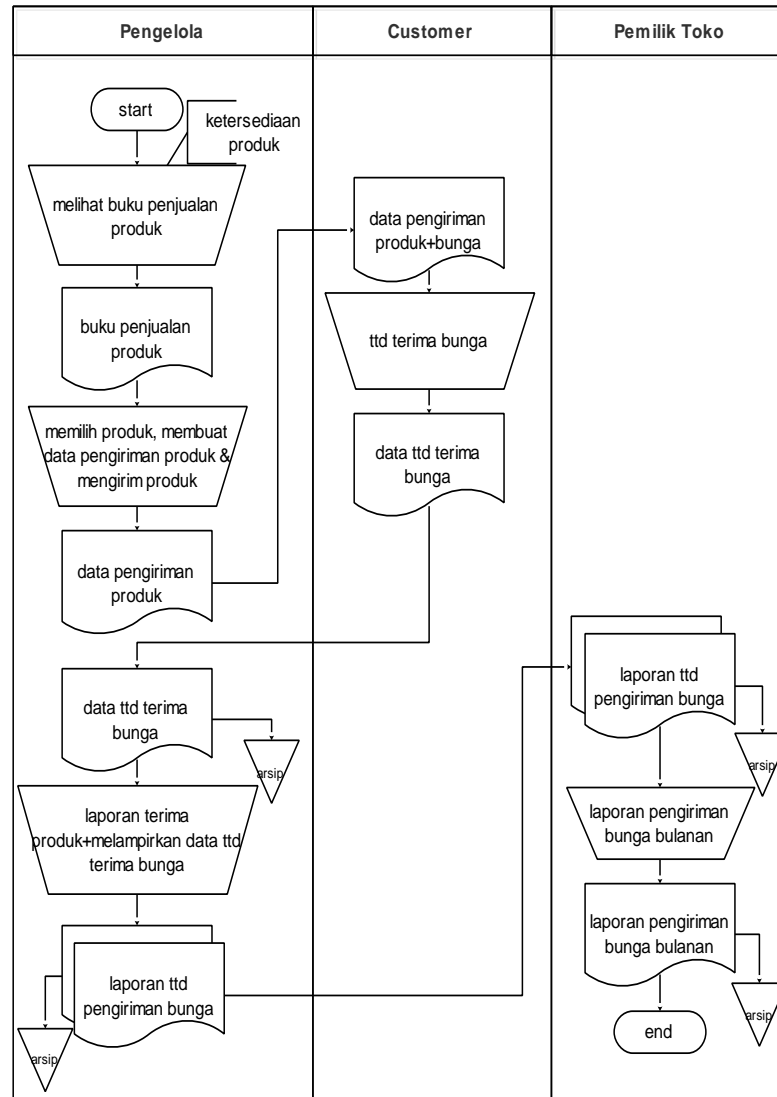 Pengelola
Customer
Pemilik Toko
start
ketersediaan
produk
melihat buku penjualan
produk
buku penjualan
produk
memilih produk, membuat
data pengiriman produk &
mengirim produk
data pengiriman
produk
data pengiriman
produk+bunga
ttd terima bunga
data ttd terima
bunga
data ttd terima
bunga
arsip
laporan terima
produk+melampirkan data ttd
terima bunga
laporan ttd
pengiriman bunga
arsip
laporan ttd
pengiriman bunga
arsip
laporan pengiriman
bunga bulanan
laporan pengiriman
bunga bulanan
arsip
end